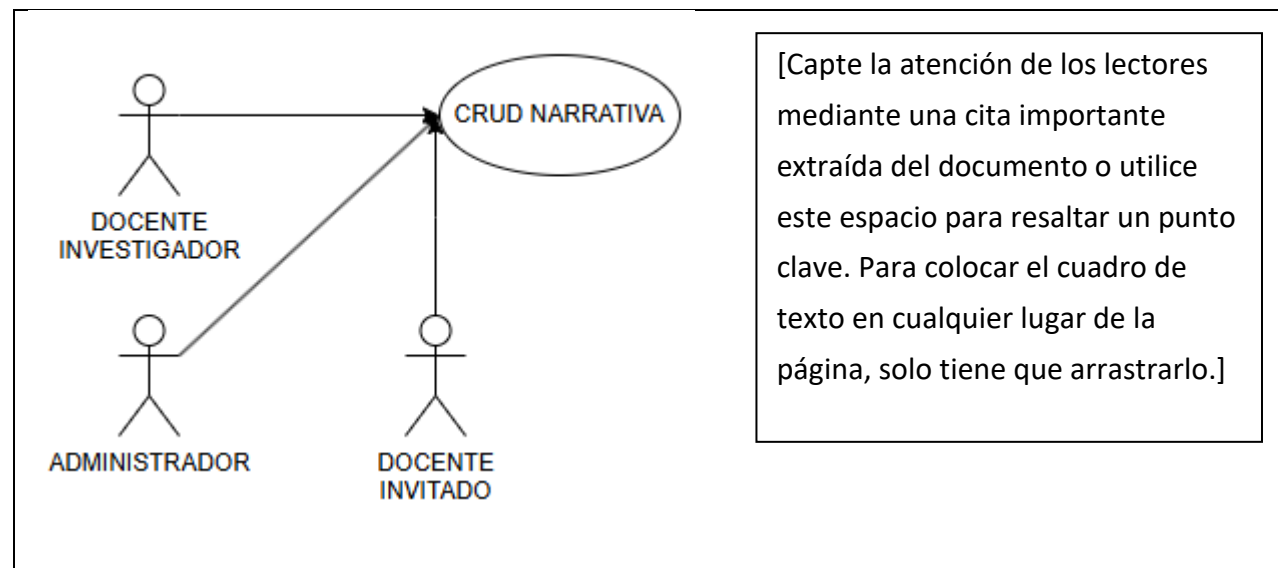 CRUD NARRATIVA
DOCENTE
INVESTIGADOR
ADMINISTRADOR
DOCENTE
INVITADO
[Capte la atención de los lectores
mediante una cita importante
extraída del documento o utilice
este espacio para resaltar un punto
clave. Para colocar el cuadro de
texto en cualquier lugar de la
página, solo tiene que arrastrarlo.]